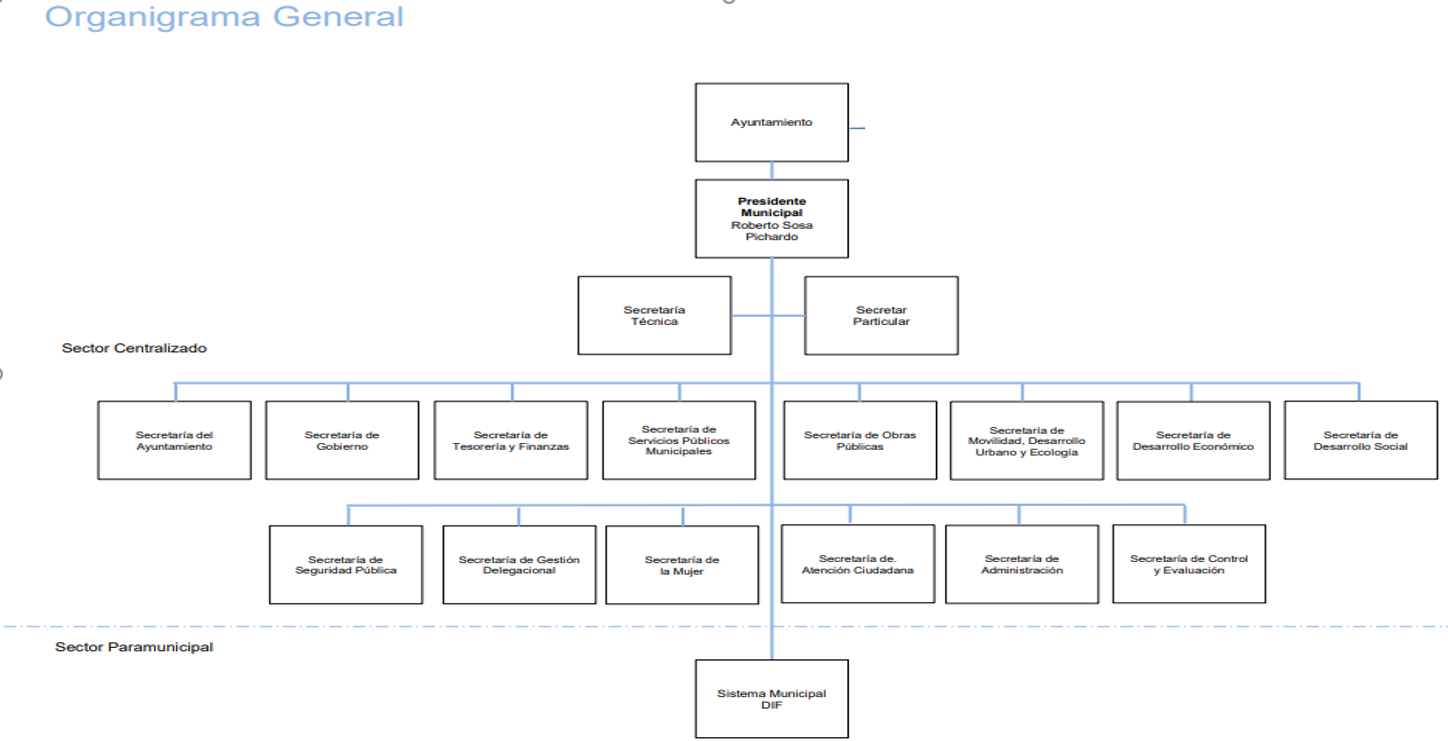 Organigrama General
Ayuntamiento
Presidente
Municipal
Roberto Sosa
Pichardo
Secretaría
Técnica
Secretar
Particular
Sector Centralizado
Secretaría del
Ayuntamiento
Secretaría de
Gobierno
Secretaría de
Tesorería y Finanzas
Secretaría de
Servicios Públicos
Municipales
Secretaría de Obras
Públicas
Secretaría de
Movilidad, Desarrollo
Urbano y Ecología
Secretaría de
Desarrollo Económico
Secretaría de
Desarrollo Social
Secretaría de
Seguridad Pública
Secretaría de Gestión
Delegacional
Secretaría de
la Mujer
Secretaría de.
Atención Ciudadana
Secretaría de
Administración
Secretaría de Control
y Evaluación
Sector Paramunicipal
Sistema Municipal
DIF